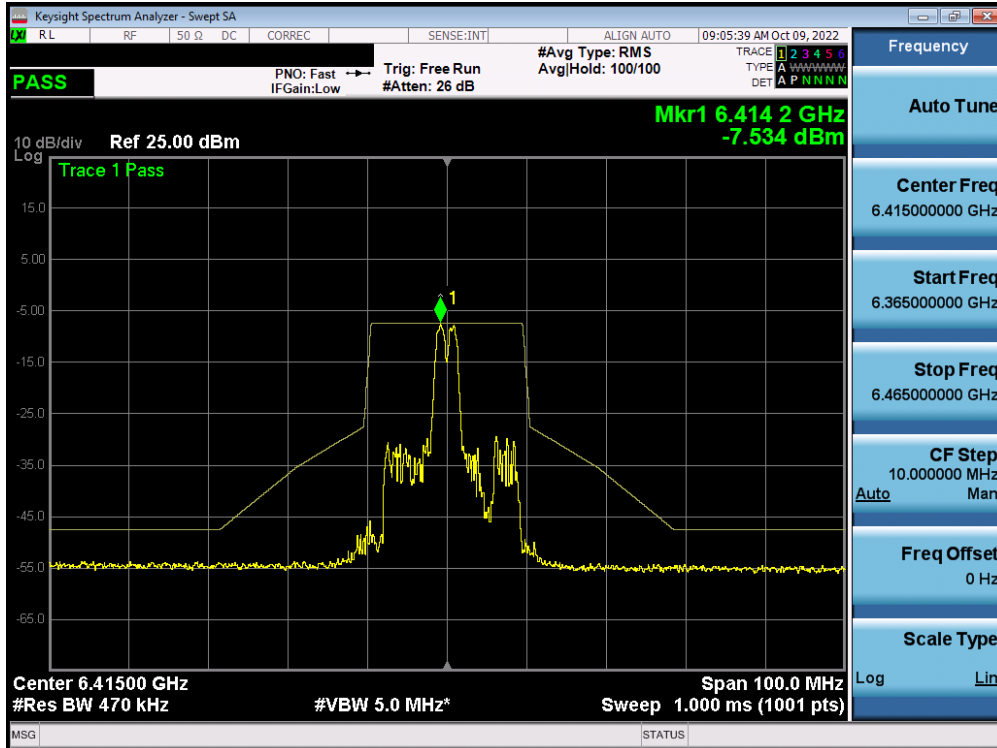 Keysight Spectrum Analyzer - Swept SA
LXI RL RF 50 Ω DC CORREC SENSE:INT ALIGN AUTO 09:05:39 AM Oct 09, 2022
PASS
PNO: Fast
IFGain:Low
Trig: Free Run
#Atten: 26 dB
#Avg Type: RMS
Avg|Hold: 100/100
TRACE 1 2 3 4 5 6
TYPE A WWWWW
DET A P N N N N
Mkr1 6.414 2 GHz
-7.534 dBm
10 dB/div Ref 25.00 dBm
Log
Trace 1 Pass
1
15.0
5.00
-5.00
-15.0
-25.0
-35.0
-45.0
-55.0
-65.0
Center 6.41500 GHz Span 100.0 MHz
#Res BW 470 kHz #VBW 5.0 MHz* Sweep 1.000 ms (1001 pts)
MSG STATUS
Frequency
Auto Tune
Center Freq
6.415000000 GHz
Start Freq
6.365000000 GHz
Stop Freq
6.465000000 GHz
CF Step
10.000000 MHz
Auto Man
Freq Offset
0 Hz
Scale Type
Log Lin